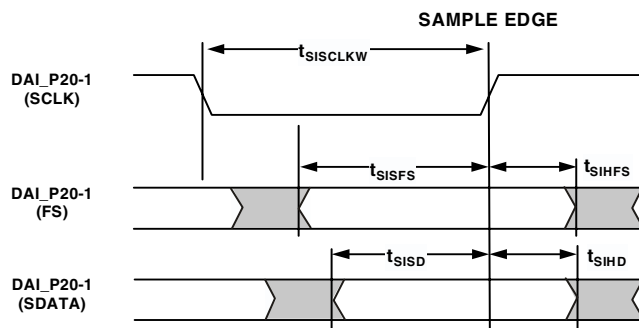 SAMPLE EDGE
tSISCLKW
DAI_P20-1
(SCLK)
tSISFS
tSIHFS
DAI_P20-1
(FS)
tSISD
tSIHD
DAI_P20-1
(SDATA)